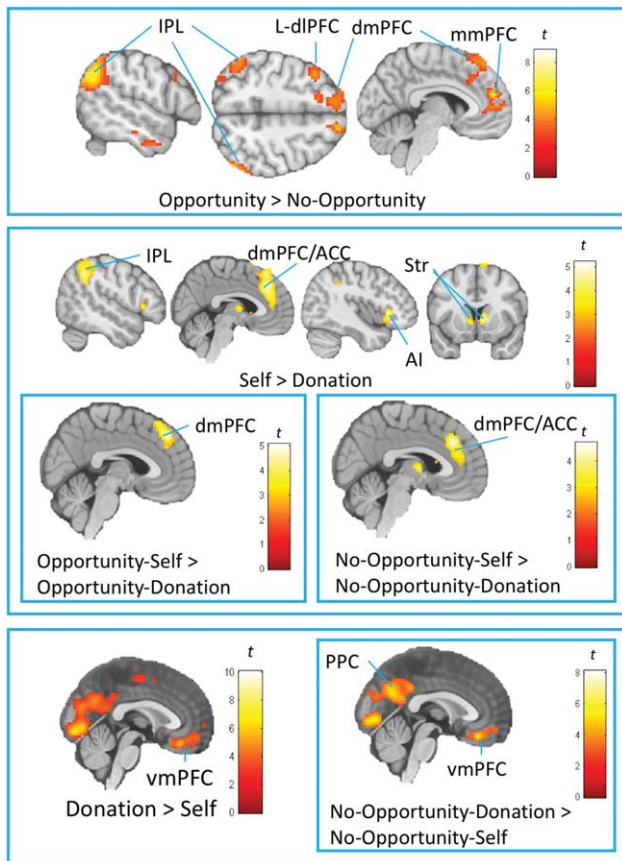 IPL L-dlPFC dmPFC mmPFC
t
8
6
4
2
0
Opportunity > No-Opportunity
IPL dmPFC/ACC Str t
5
4
3
2
1
0
AI
Self > Donation
dmPFC
t
5
4
3
2
1
0
Opportunity-Self >
Opportunity-Donation
dmPFC/ACC
t
4
3
2
1
0
No-Opportunity-Self >
No-Opportunity-Donation
t
10
8
6
4
2
0
vmPFC
Donation > Self
PPC
t
8
6
4
2
0
vmPFC
No-Opportunity-Donation >
No-Opportunity-Self